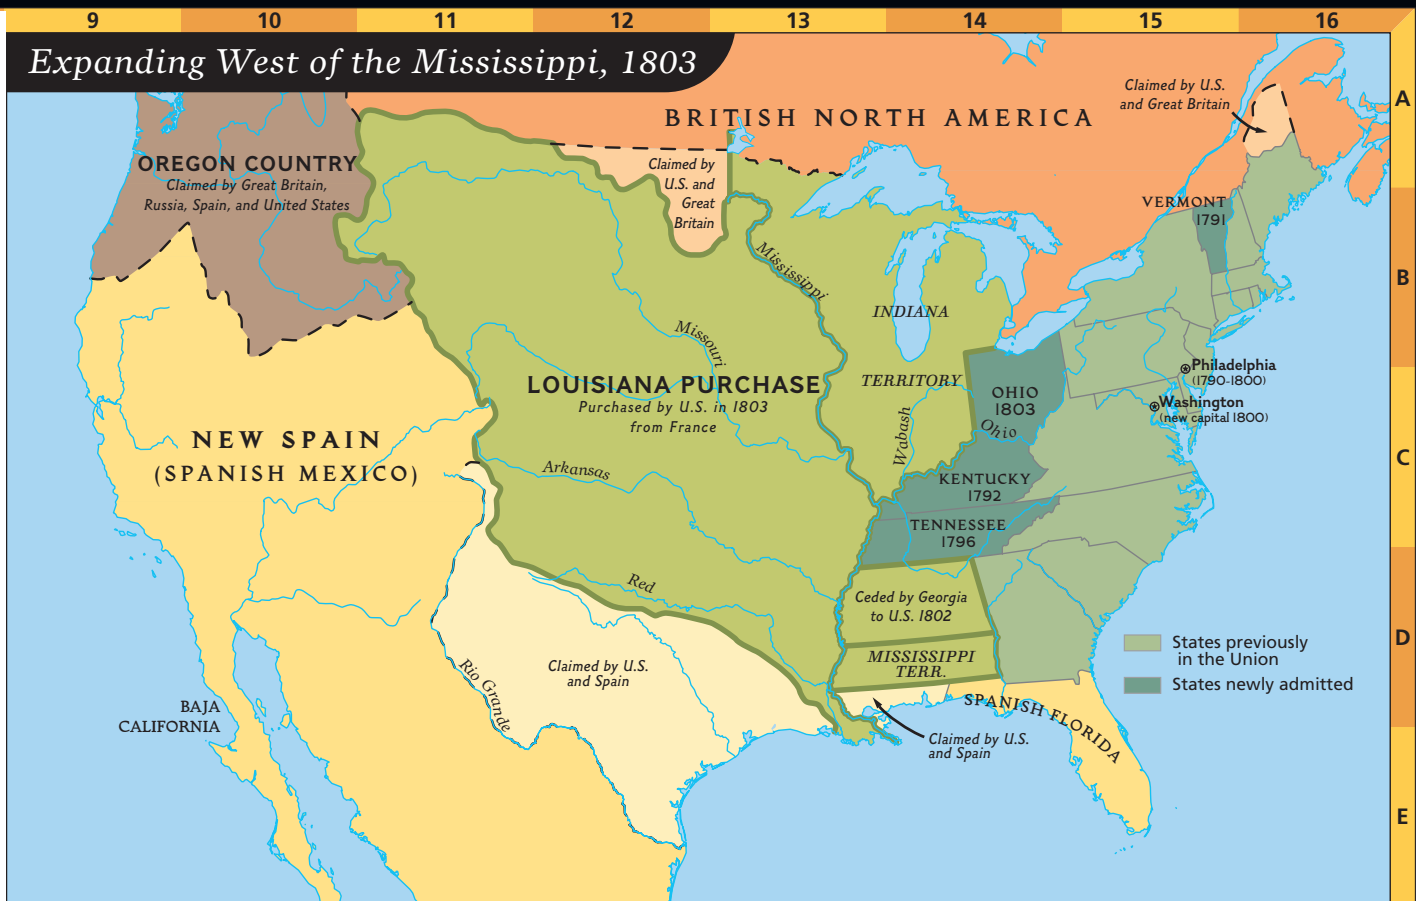 9 10 11 12 13 14 15 16
Expanding West of the Mississippi, 1803
A
B
C
D
E
BRITISH NORTH AMERICA
Claimed by U.S.
and Great Britain
OREGON COUNTRY
Claimed by Great Britain,
Russia, Spain, and United States
Claimed by
U.S. and
Great
Britain
VERMONT
1791
Mississippi
INDIANA
TERRITORY
Missouri
LOUISIANA PURCHASE
Purchased by U.S. in 1803
from France
OHIO
1803
Ohio
Wabash
Philadelphia
(1790-1800)
Washington
(new capital 1800)
NEW SPAIN
(SPANISH MEXICO)
Arkansas
KENTUCKY
1792
TENNESSEE
1796
Red
Ceded by Georgia
to U.S. 1802
MISSISSIPPI
TERR.
Claimed by U.S.
and Spain
Rio Grande
BAJA
CALIFORNIA
SPANISH FLORIDA
Claimed by U.S.
and Spain
States previously
in the Union
States newly admitted